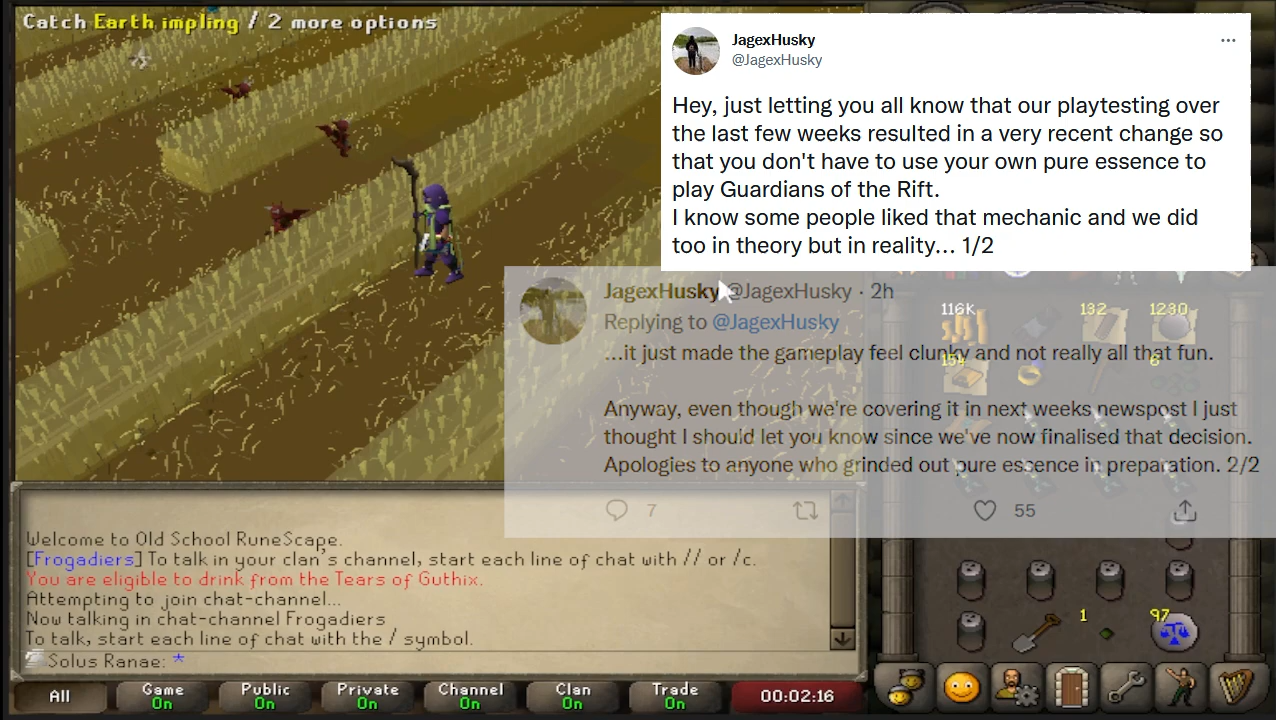 Catch Earth impling / 2 more options
JagexHusky
@JagexHusky
Hey, just letting you all know that our playtesting over
the last few weeks resulted in a very recent change so
that you don't have to use your own pure essence to
play Guardians of the Rift.
I know some people liked that mechanic and we did
too in theory but in reality... 1/2
JagexHusky @JagexHusky · 2h
Replying to @JagexHusky
...it just made the gameplay feel clunky and not really all that fun.
Anyway, even though we're covering it in next weeks newspost I just
thought I should let you know since we've now finalised that decision.
Apologies to anyone who grinded out pure essence in preparation. 2/2
7
55
116K
132
1230
6
1
97
Welcome to Old School RuneScape.
[Frogadiers] To talk in your clan's channel, start each line of chat with // or /c.
You are eligible to drink from the Tears of Guthix.
Attempting to join chat-channel...
Now talking in chat-channel Frogadiers
To talk, start each line of chat with the / symbol.
Solus Ranae: *
All
Game
On
Public
On
Private
On
Channel
On
Clan
On
Trade
On
00:02:16